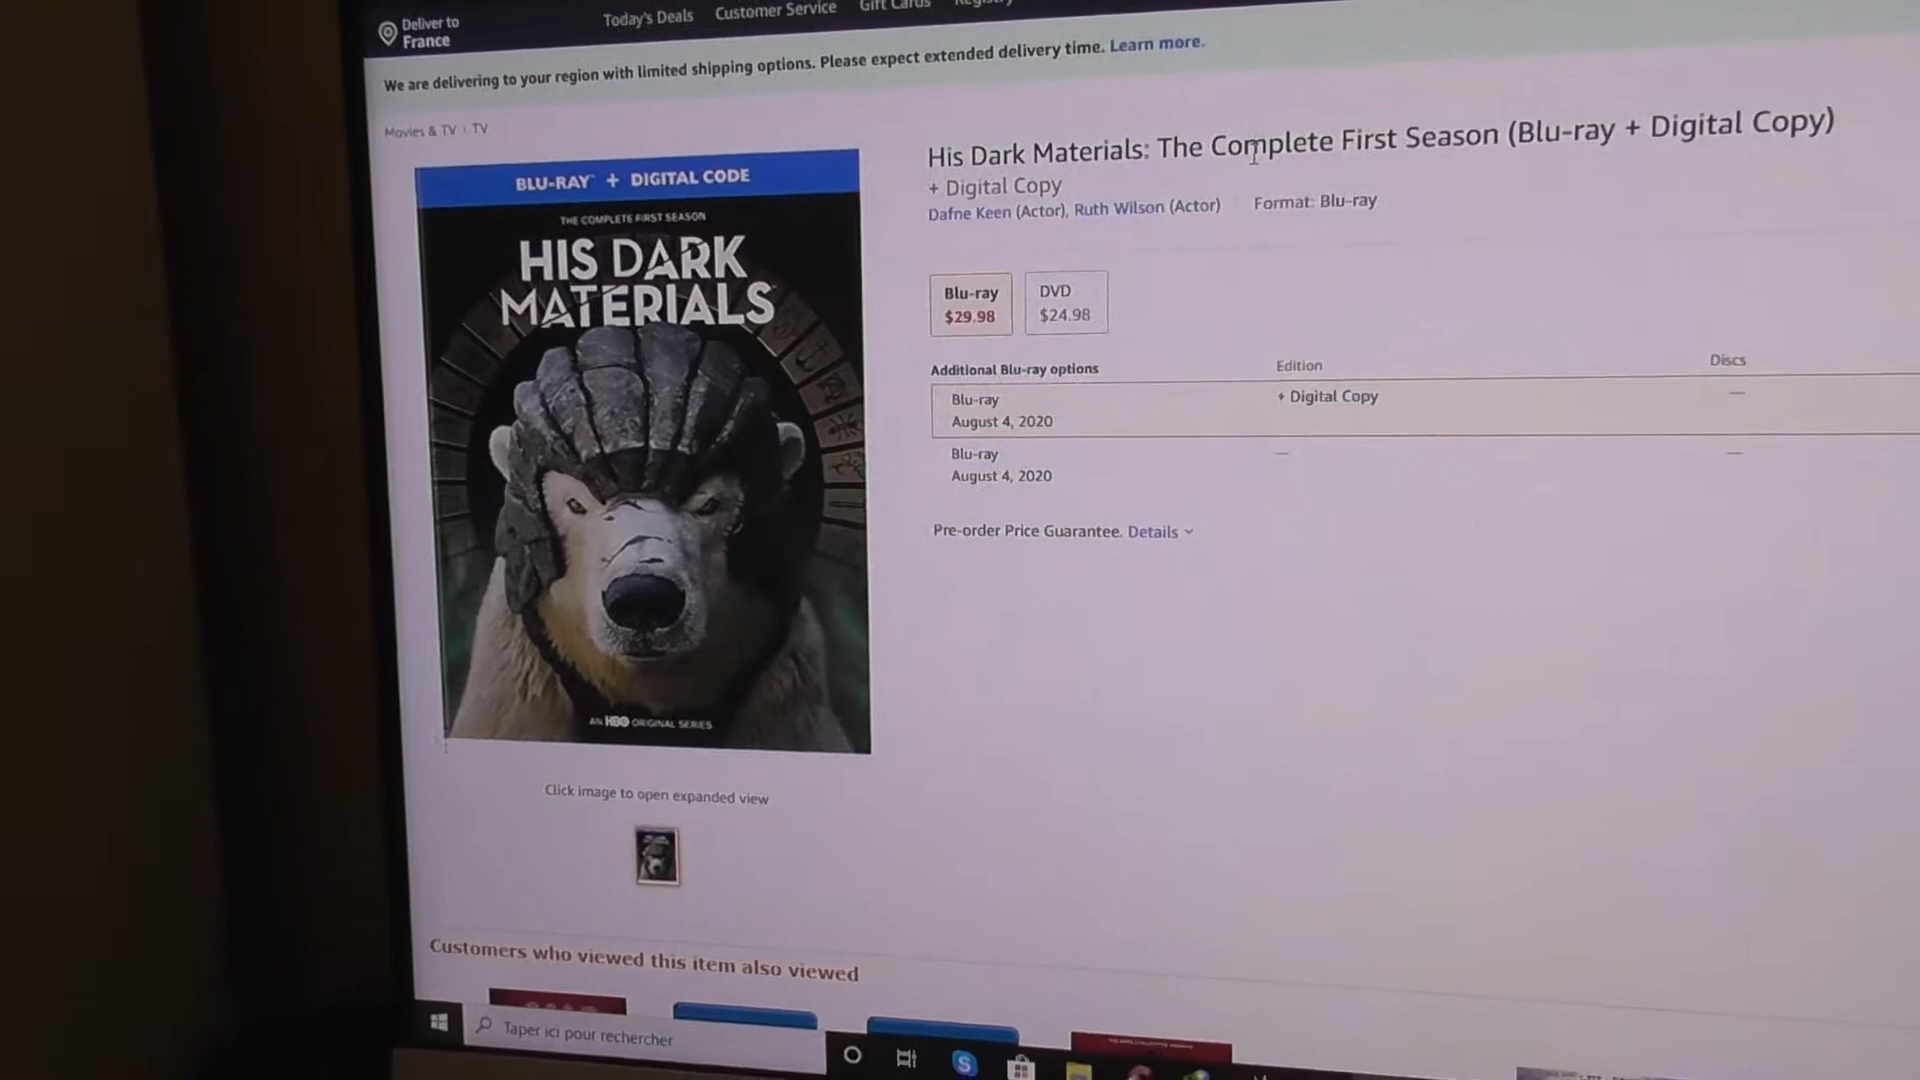 Deliver to
France
Today's Deals Customer Service Gift Cards Registry
We are delivering to your region with limited shipping options. Please expect extended delivery time. Learn more.
Movies & TV › TV
BLU-RAY™ + DIGITAL CODE
THE COMPLETE FIRST SEASON
HIS DARK
MATERIALS
AN HBO ORIGINAL SERIES
Click image to open expanded view
His Dark Materials: The Complete First Season (Blu-ray + Digital Copy)
+ Digital Copy
Dafne Keen (Actor), Ruth Wilson (Actor) Format: Blu-ray
Blu-ray DVD
$29.98 $24.98
Additional Blu-ray options Edition Discs
Blu-ray + Digital Copy —
August 4, 2020
Blu-ray — —
August 4, 2020
Pre-order Price Guarantee. Details
Customers who viewed this item also viewed
Taper ici pour rechercher